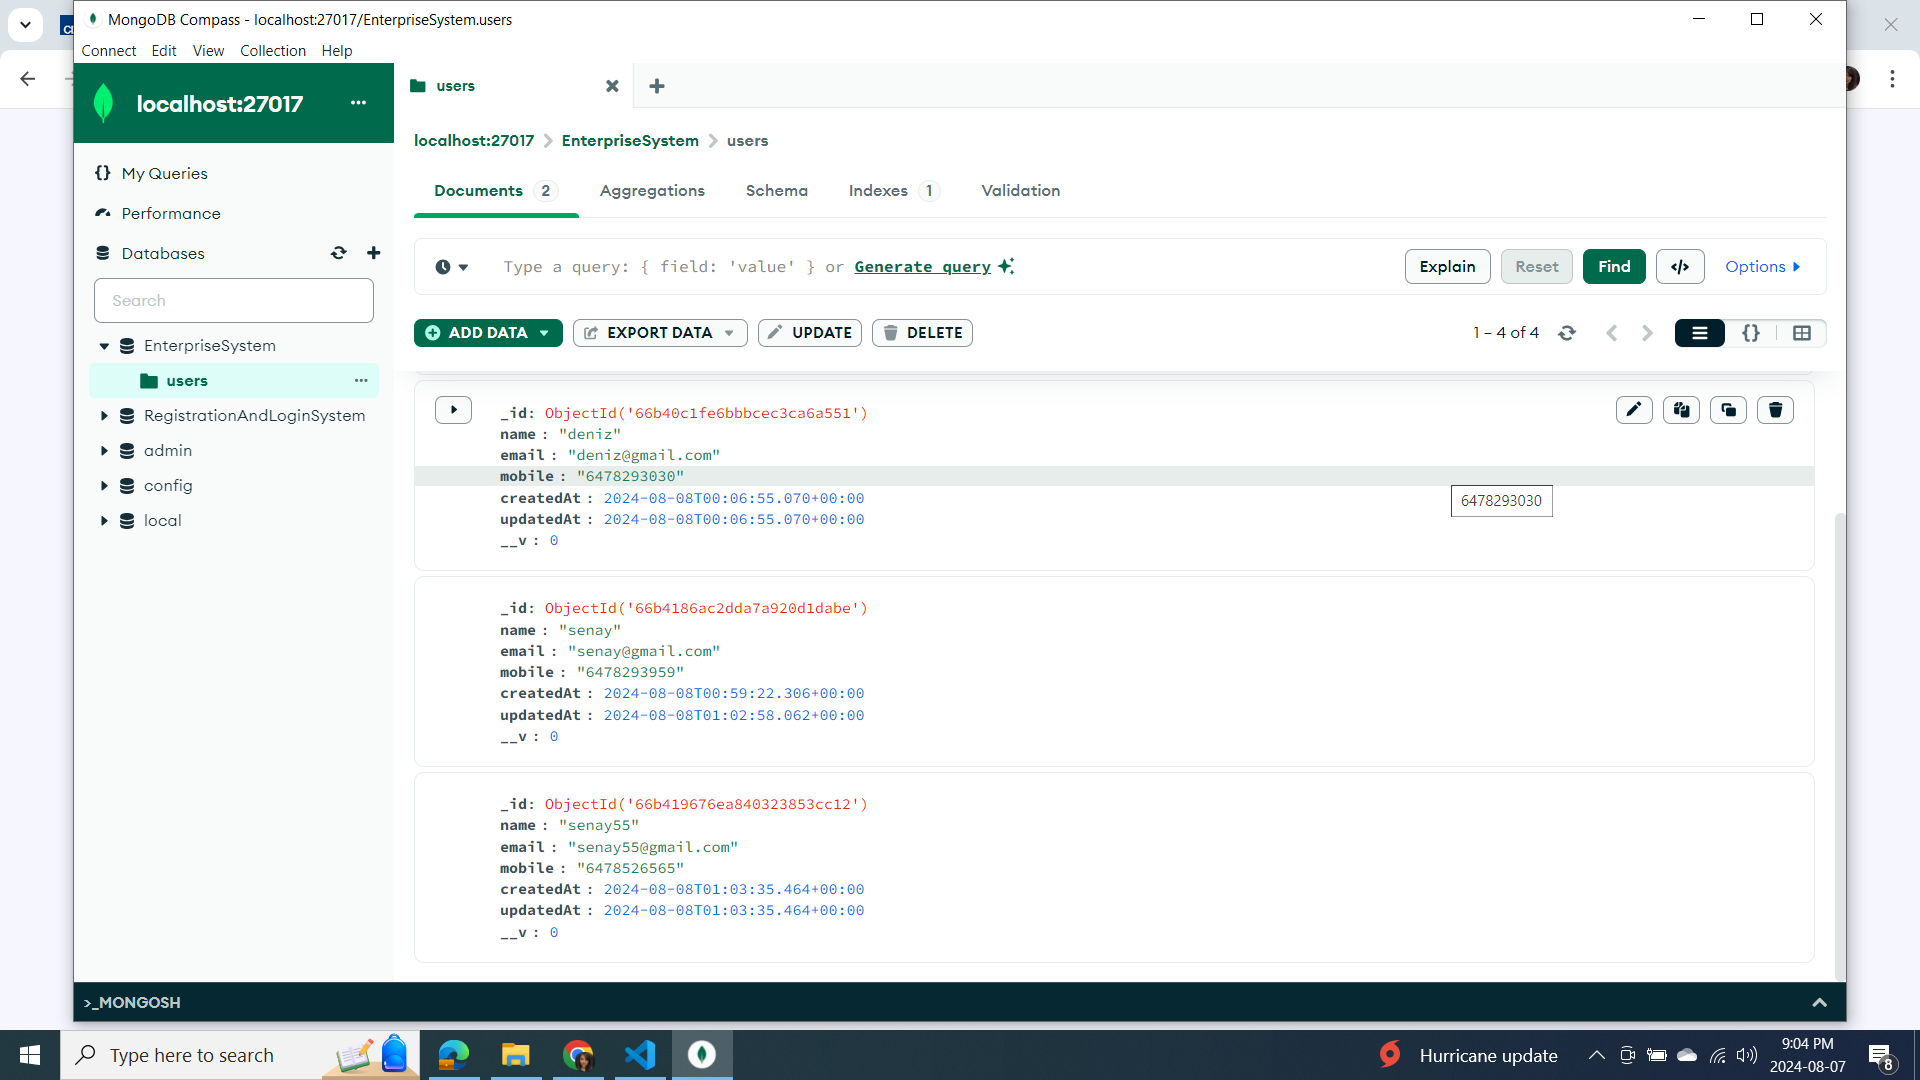 MongoDB Compass - localhost:27017/EnterpriseSystem.users
Connect Edit View Collection Help
localhost:27017 ...
users
localhost:27017 > EnterpriseSystem > users
My Queries
Performance
Databases
Search
EnterpriseSystem
users ...
RegistrationAndLoginSystem
admin
config
local
Documents 2 Aggregations Schema Indexes 1 Validation
Type a query: { field: 'value' } or Generate query
Explain Reset Find </> Options
ADD DATA EXPORT DATA UPDATE DELETE
1 – 4 of 4 {}
_id: ObjectId('66b40c1fe6bbbcec3ca6a551')
name : "deniz"
email : "deniz@gmail.com"
mobile : "6478293030"
createdAt : 2024-08-08T00:06:55.070+00:00
6478293030
updatedAt : 2024-08-08T00:06:55.070+00:00
__v : 0
_id: ObjectId('66b4186ac2dda7a920d1dabe')
name : "senay"
email : "senay@gmail.com"
mobile : "6478293959"
createdAt : 2024-08-08T00:59:22.306+00:00
updatedAt : 2024-08-08T01:02:58.062+00:00
__v : 0
_id: ObjectId('66b419676ea840323853cc12')
name : "senay55"
email : "senay55@gmail.com"
mobile : "6478526565"
createdAt : 2024-08-08T01:03:35.464+00:00
updatedAt : 2024-08-08T01:03:35.464+00:00
__v : 0
>_MONGOSH
Type here to search
Hurricane update
9:04 PM
2024-08-07
8